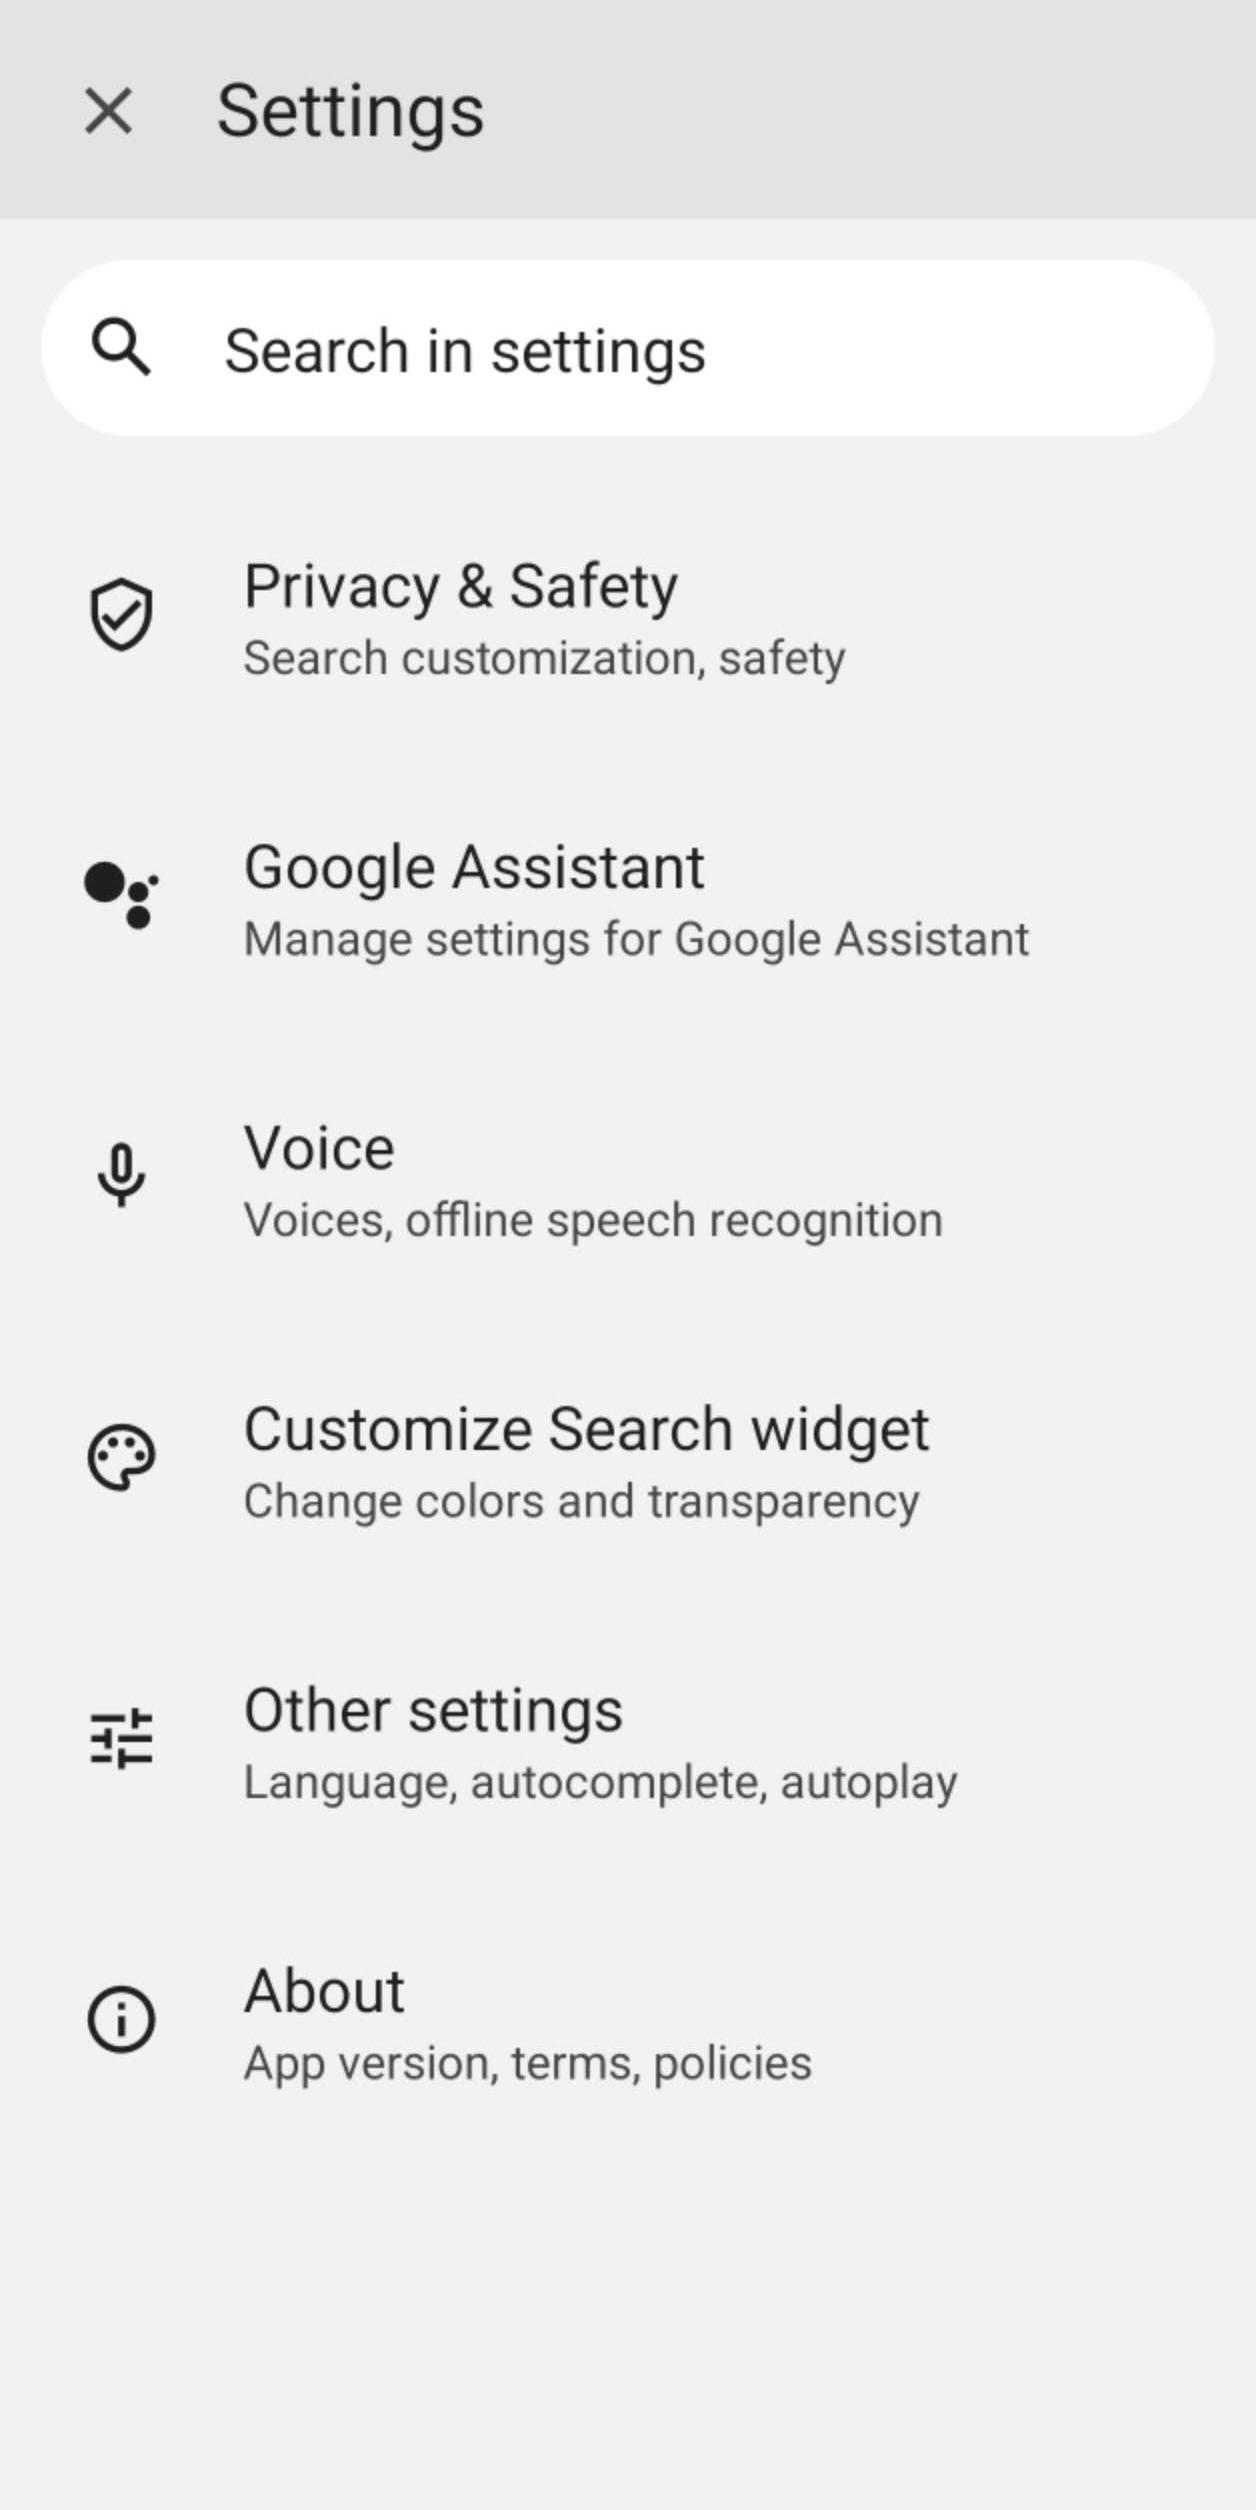 Settings
Search in settings
Privacy & Safety
Search customization, safety
Google Assistant
Manage settings for Google Assistant
Voice
Voices, offline speech recognition
Customize Search widget
Change colors and transparency
Other settings
Language, autocomplete, autoplay
About
App version, terms, policies